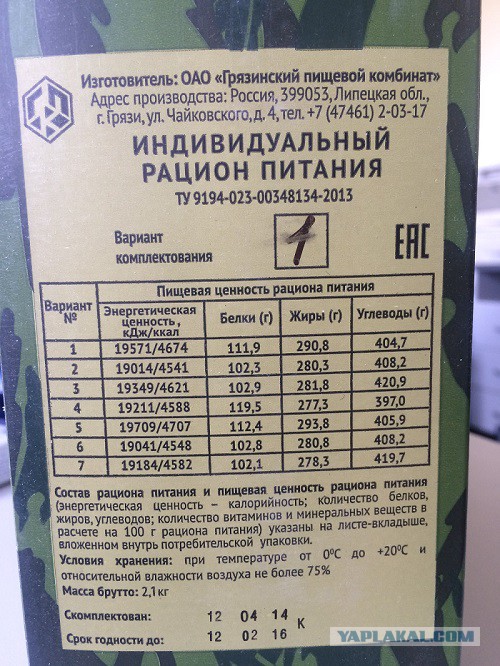 Изготовитель: ОАО «Грязинский пищевой комбинат»
Адрес производства: Россия, 399053, Липецкая обл.,
г. Грязи, ул. Чайковского, д. 4, тел. +7 (47461) 2-03-17
ИНДИВИДУАЛЬНЫЙ
РАЦИОН ПИТАНИЯ
ТУ 9194-023-00348134-2013
Вариант
комплектования
1
ЕАС
Вариант №
Пищевая ценность рациона питания
Энергетическая ценность, кДж/ккал Белки (г) Жиры (г) Углеводы (г)
1 19571/4674 111,9 290,8 404,7
2 19014/4541 102,3 280,3 408,2
3 19349/4621 102,9 281,8 420,9
4 19211/4588 119,5 277,3 397,0
5 19709/4707 112,4 293,8 405,9
6 19041/4548 102,8 280,8 408,2
7 19184/4582 102,1 278,3 419,7
Состав рациона питания и пищевая ценность рациона питания
(энергетическая ценность – калорийность; количество белков,
жиров, углеводов; количество витаминов и минеральных веществ в
расчете на 100 г рациона питания) указаны на листе-вкладыше,
вложенном внутрь потребительской упаковки.
Условия хранения: при температуре от 0°С до +20°С и
относительной влажности воздуха не более 75%
Масса брутто: 2,1 кг
Скомплектован: 12 04 14 К
Срок годности до: 12 02 16
YAPLAKAL.COM